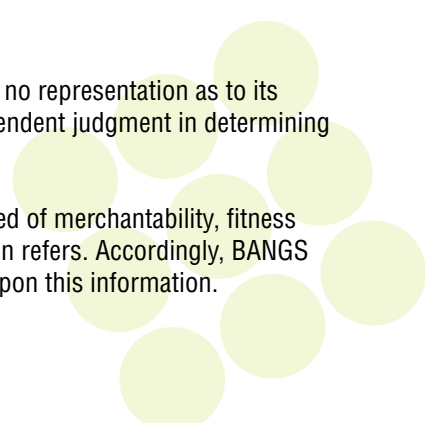 no representation as to its
endent judgment in determining
ed of merchantability, fitness
n refers. Accordingly, BANGS
pon this information.